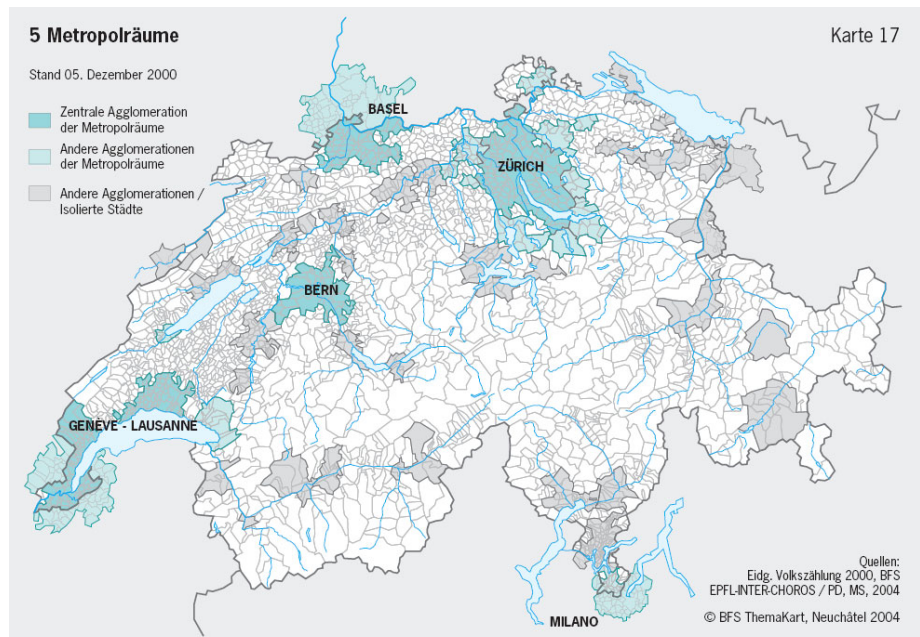 5 Metropolräume
Karte 17
Stand 05. Dezember 2000
Zentrale Agglomeration
der Metropolräume
Andere Agglomerationen
der Metropolräume
Andere Agglomerationen /
Isolierte Städte
BASEL
ZÜRICH
BERN
GENÈVE - LAUSANNE
MILANO
Quellen:
Eidg. Volkszählung 2000, BFS
EPFL-INTER-CHOROS / PD, MS, 2004
© BFS ThemaKart, Neuchâtel 2004